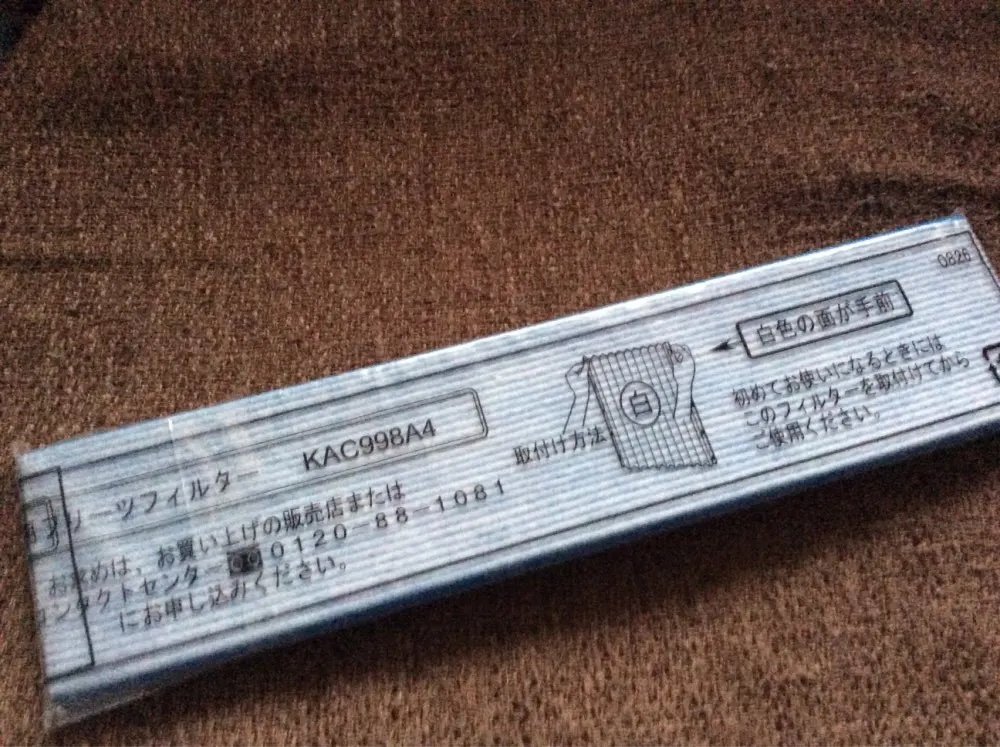 リーツフィルター
KAC998A4
お求めは、お買い上げの販売店または
ンタクトセンター 0120-88-1081
にお申し込みください。
取付け方法
白
白色の面が手前
初めてお使いになるときには
このフィルターを取付けてから
ご使用ください。
0826